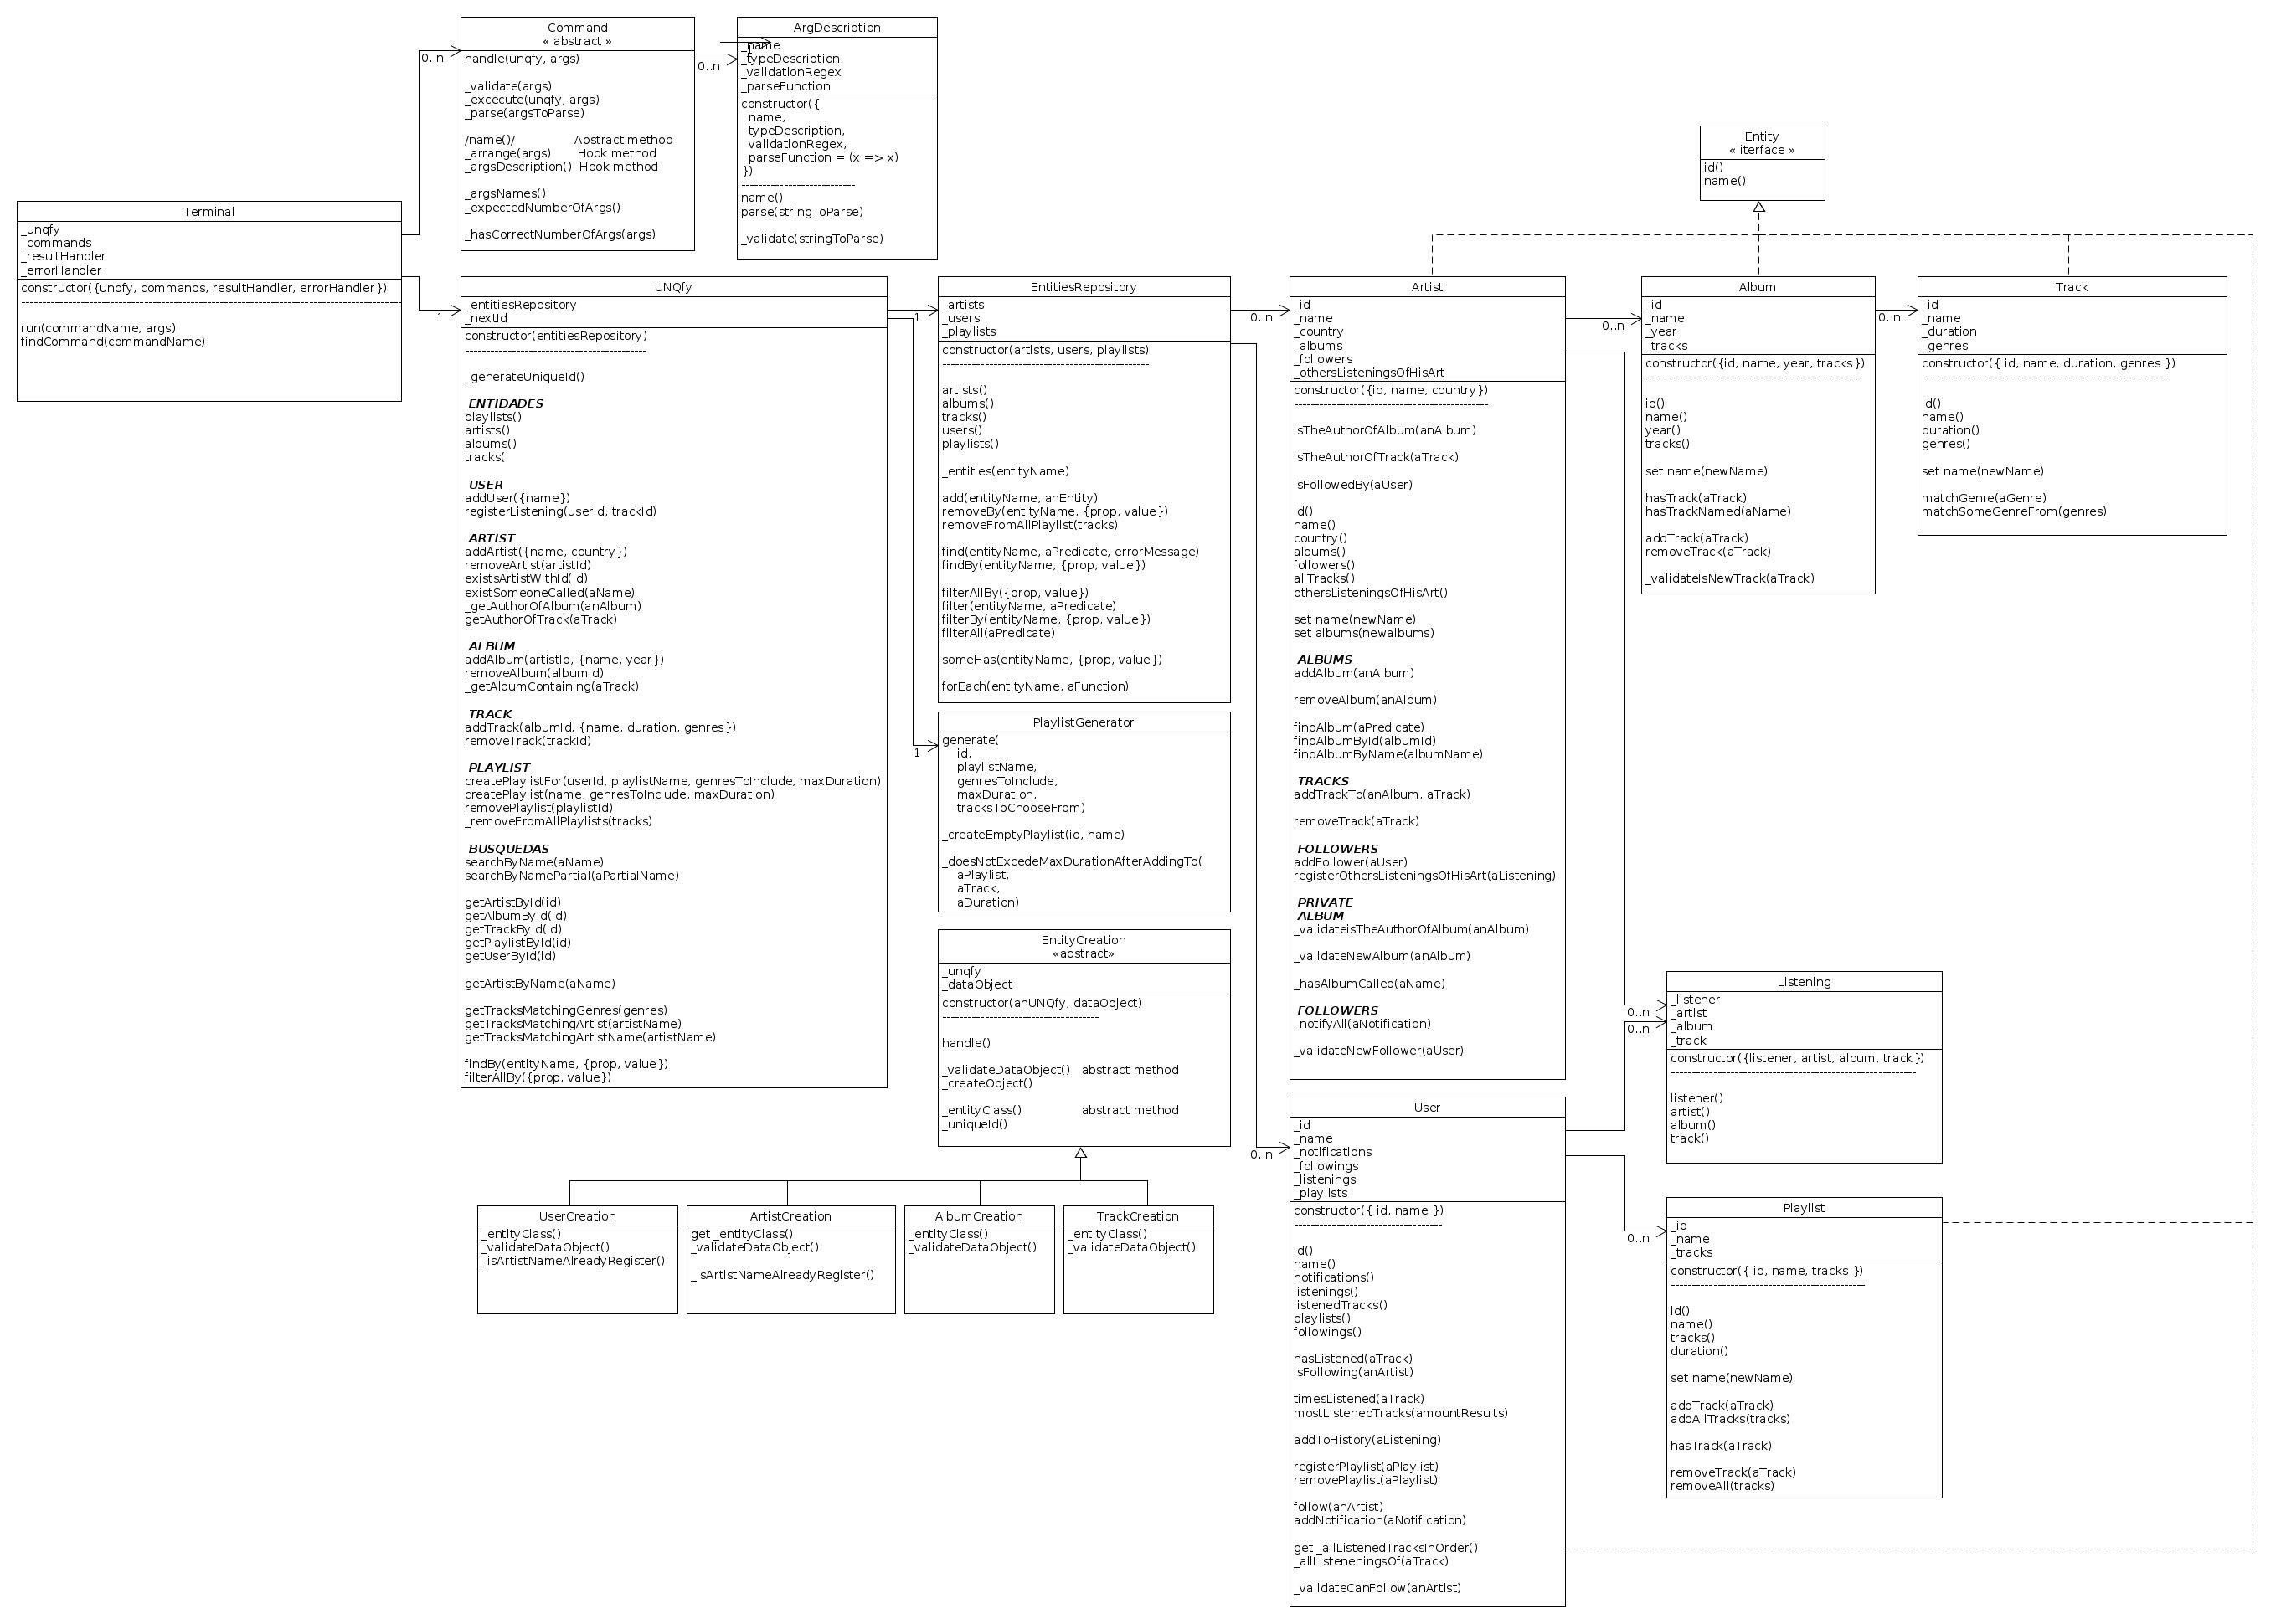 Command
« abstract »
handle(unqfy, args)
_validate(args)
_excecute(unqfy, args)
_parse(argsToParse)
/name()/ Abstract method
_arrange(args) Hook method
_argsDescription() Hook method
_argsNames()
_expectedNumberOfArgs()
_hasCorrectNumberOfArgs(args)
0..n
0..n
ArgDescription
1
_name
_typeDescription
_validationRegex
_parseFunction
constructor({
name,
typeDescription,
validationRegex,
parseFunction = (x => x)
})
---------------------------
name()
parse(stringToParse)
_validate(stringToParse)
Entity
« iterface »
id()
name()
Terminal
_unqfy
_commands
_resultHandler
_errorHandler
constructor({unqfy, commands, resultHandler, errorHandler})
run(commandName, args)
findCommand(commandName)
1
UNQfy
_entitiesRepository
_nextId
constructor(entitiesRepository)
_generateUniqueId()
ENTIDADES
playlists()
artists()
albums()
tracks(
USER
addUser({name})
registerListening(userId, trackId)
ARTIST
addArtist({name, country})
removeArtist(artistId)
existsArtistWithId(id)
existSomeoneCalled(aName)
_getAuthorOfAlbum(anAlbum)
getAuthorOfTrack(aTrack)
ALBUM
addAlbum(artistId, {name, year})
removeAlbum(albumId)
_getAlbumContaining(aTrack)
TRACK
addTrack(albumId, {name, duration, genres})
removeTrack(trackId)
PLAYLIST
createPlaylistFor(userId, playlistName, genresToInclude, maxDuration)
createPlaylist(name, genresToInclude, maxDuration)
removePlaylist(playlistId)
_removeFromAllPlaylists(tracks)
BUSQUEDAS
searchByName(aName)
searchByNamePartial(aPartialName)
getArtistById(id)
getAlbumById(id)
getTrackById(id)
getPlaylistById(id)
getUserById(id)
getArtistByName(aName)
getTracksMatchingGenres(genres)
getTracksMatchingArtist(artistName)
getTracksMatchingArtistName(artistName)
findBy(entityName, {prop, value})
filterAllBy({prop, value})
1
1
EntitiesRepository
_artists
_users
_playlists
constructor(artists, users, playlists)
artists()
albums()
tracks()
users()
playlists()
_entities(entityName)
add(entityName, anEntity)
removeBy(entityName, {prop, value})
removeFromAllPlaylist(tracks)
find(entityName, aPredicate, errorMessage)
findBy(entityName, {prop, value})
filterAllBy({prop, value})
filter(entityName, aPredicate)
filterBy(entityName, {prop, value})
filterAll(aPredicate)
someHas(entityName, {prop, value})
forEach(entityName, aFunction)
PlaylistGenerator
generate(
id,
playlistName,
genresToInclude,
maxDuration,
tracksToChooseFrom)
_createEmptyPlaylist(id, name)
_doesNotExcedeMaxDurationAfterAddingTo(
aPlaylist,
aTrack,
aDuration)
EntityCreation
«abstract»
_unqfy
_dataObject
constructor(anUNQfy, dataObject)
handle()
_validateDataObject() abstract method
_createObject()
_entityClass() abstract method
_uniqueId()
UserCreation
_entityClass()
_validateDataObject()
_isArtistNameAlreadyRegister()
ArtistCreation
get _entityClass()
_validateDataObject()
_isArtistNameAlreadyRegister()
AlbumCreation
_entityClass()
_validateDataObject()
TrackCreation
_entityClass()
_validateDataObject()
0..n
0..n
Artist
_id
_name
_country
_albums
_followers
_othersListeningsOfHisArt
constructor({id, name, country})
isTheAuthorOfAlbum(anAlbum)
isTheAuthorOfTrack(aTrack)
isFollowedBy(aUser)
id()
name()
country()
albums()
followers()
allTracks()
othersListeningsOfHisArt()
set name(newName)
set albums(newalbums)
ALBUMS
addAlbum(anAlbum)
removeAlbum(anAlbum)
findAlbum(aPredicate)
findAlbumById(albumId)
findAlbumByName(albumName)
TRACKS
addTrackTo(anAlbum, aTrack)
removeTrack(aTrack)
FOLLOWERS
addFollower(aUser)
registerOthersListeningsOfHisArt(aListening)
PRIVATE
ALBUM
_validateisTheAuthorOfAlbum(anAlbum)
_validateNewAlbum(anAlbum)
_hasAlbumCalled(aName)
FOLLOWERS
_notifyAll(aNotification)
_validateNewFollower(aUser)
User
_id
_name
_notifications
_followings
_listenings
_playlists
constructor({ id, name })
id()
name()
notifications()
listenings()
listenedTracks()
playlists()
followings()
hasListened(aTrack)
isFollowing(anArtist)
timesListened(aTrack)
mostListenedTracks(amountResults)
addToHistory(aListening)
registerPlaylist(aPlaylist)
removePlaylist(aPlaylist)
follow(anArtist)
addNotification(aNotification)
get _allListenedTracksInOrder()
_allListeneningsOf(aTrack)
_validateCanFollow(anArtist)
0..n
Album
_id
_name
_year
_tracks
constructor({id, name, year, tracks})
id()
name()
year()
tracks()
set name(newName)
hasTrack(aTrack)
hasTrackNamed(aName)
addTrack(aTrack)
removeTrack(aTrack)
_validateIsNewTrack(aTrack)
0..n
Track
_id
_name
_duration
_genres
constructor({ id, name, duration, genres })
id()
name()
duration()
genres()
set name(newName)
matchGenre(aGenre)
matchSomeGenreFrom(genres)
0..n
0..n
Listening
_listener
_artist
_album
_track
constructor({listener, artist, album, track})
listener()
artist()
album()
track()
0..n
Playlist
_id
_name
_tracks
constructor({ id, name, tracks })
id()
name()
tracks()
duration()
set name(newName)
addTrack(aTrack)
addAllTracks(tracks)
hasTrack(aTrack)
removeTrack(aTrack)
removeAll(tracks)